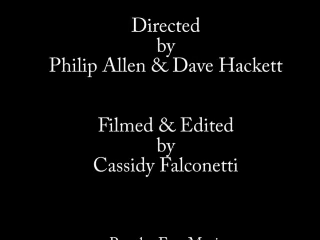 Directed
by
Philip Allen & Dave Hackett
Filmed & Edited
by
Cassidy Falconetti